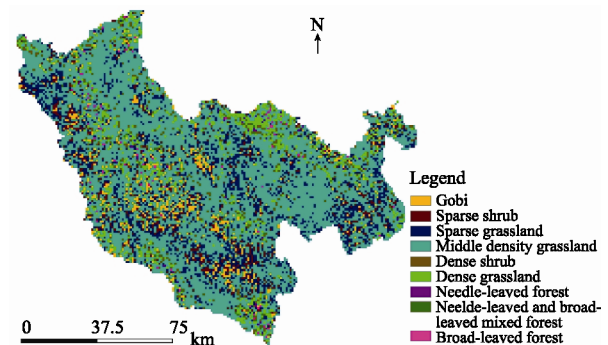 N
Legend
Gobi
Sparse shrub
Sparse grassland
Middle density grassland
Dense shrub
Dense grassland
Needle-leaved forest
Neelde-leaved and broad-
leaved mixed forest
Broad-leaved forest
0 37.5 75
km